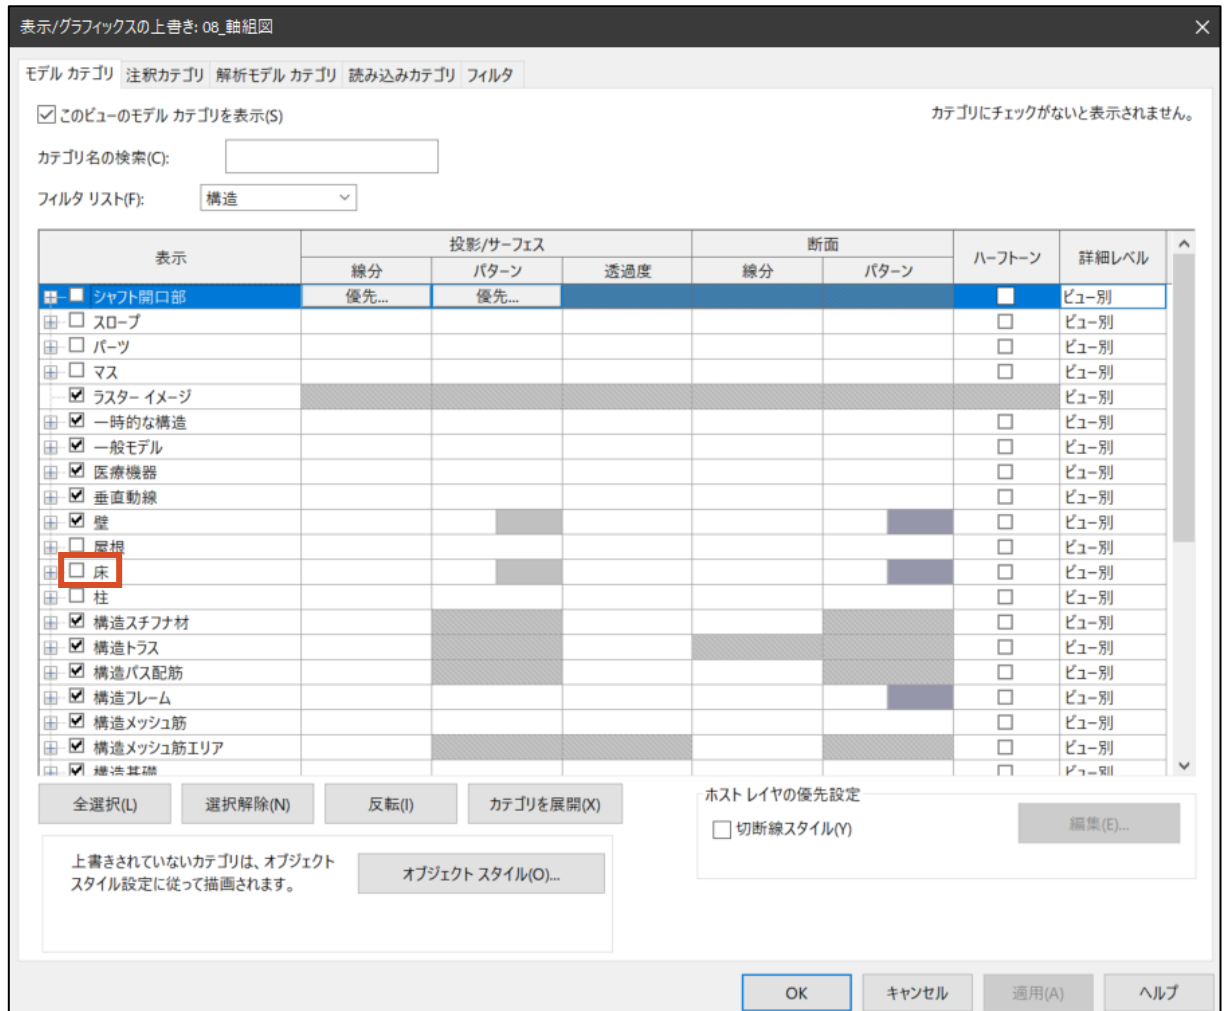 表示/グラフィックスの上書き: 08_軸組図
モデル カテゴリ 注釈カテゴリ 解析モデル カテゴリ 読み込みカテゴリ フィルタ
このビューのモデル カテゴリを表示(S)
カテゴリにチェックがないと表示されません。
カテゴリ名の検索(C):
フィルタ リスト(F): 構造
表示 投影/サーフェス 断面 ハーフトーン 詳細レベル
線分 パターン 透過度 線分 パターン
シャフト開口部 優先... 優先... ビュー別
スロープ ビュー別
パーツ ビュー別
マス ビュー別
ラスター イメージ ビュー別
一時的な構造 ビュー別
一般モデル ビュー別
医療機器 ビュー別
垂直動線 ビュー別
壁 ビュー別
屋根 ビュー別
床 ビュー別
柱 ビュー別
構造スチフナ材 ビュー別
構造トラス ビュー別
構造パス配筋 ビュー別
構造フレーム ビュー別
構造メッシュ筋 ビュー別
構造メッシュ筋エリア ビュー別
構造基礎 ビュー別
全選択(L) 選択解除(N) 反転(I) カテゴリを展開(X)
ホスト レイヤの優先設定
切断線スタイル(Y) 編集(E)...
上書きされていないカテゴリは、オブジェクト
スタイル設定に従って描画されます。
オブジェクト スタイル(O)...
OK キャンセル 適用(A) ヘルプ